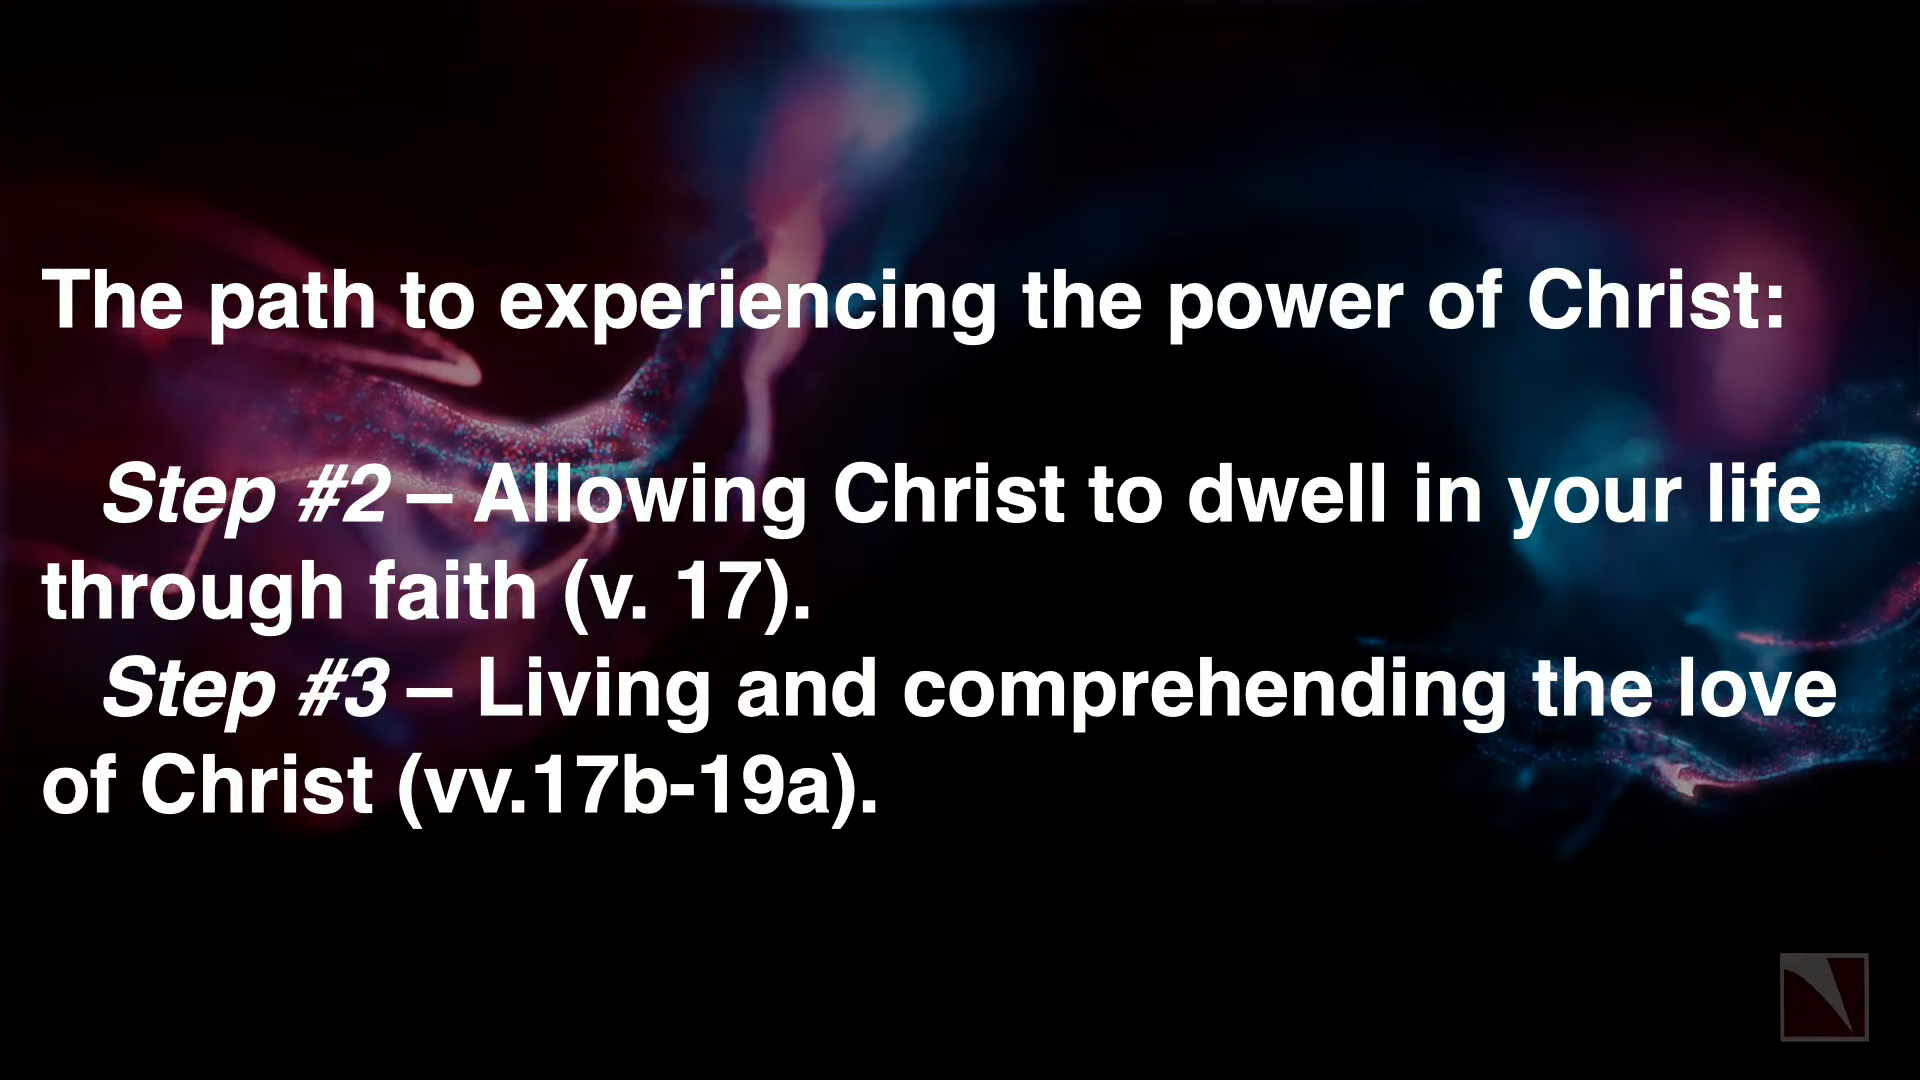 The path to experiencing the power of Christ:
Step #2 – Allowing Christ to dwell in your life
through faith (v. 17).
Step #3 – Living and comprehending the love
of Christ (vv.17b-19a).